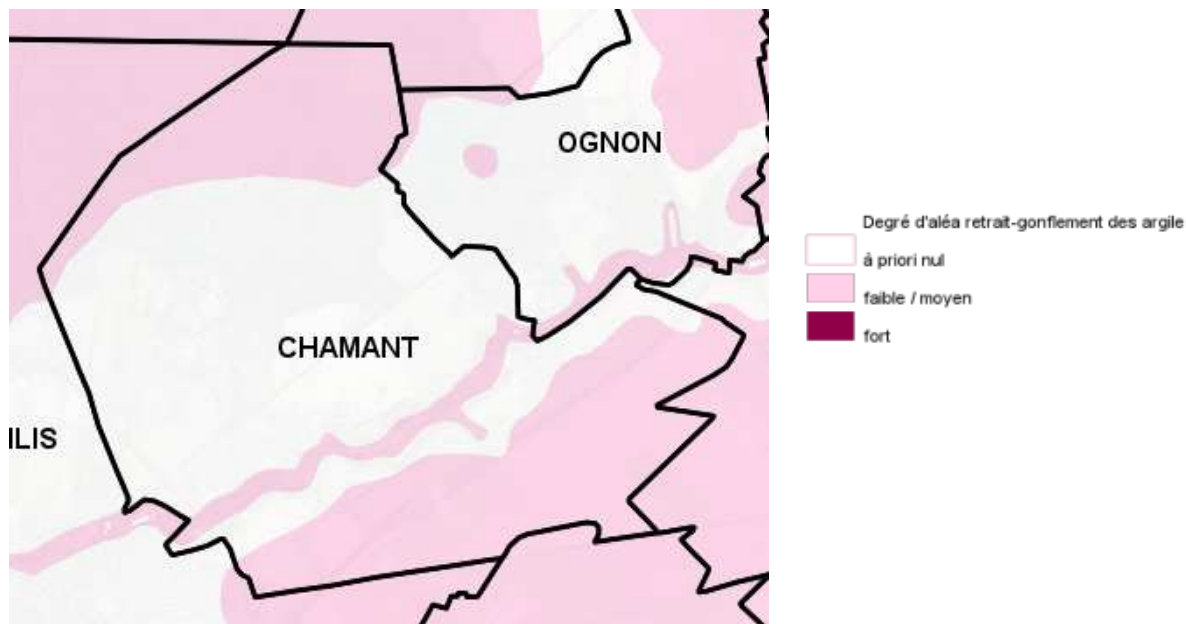 OGNON
CHAMANT
ILIS
Degré d'aléa retrait-gonflement des argile
à priori nul
faible / moyen
fort